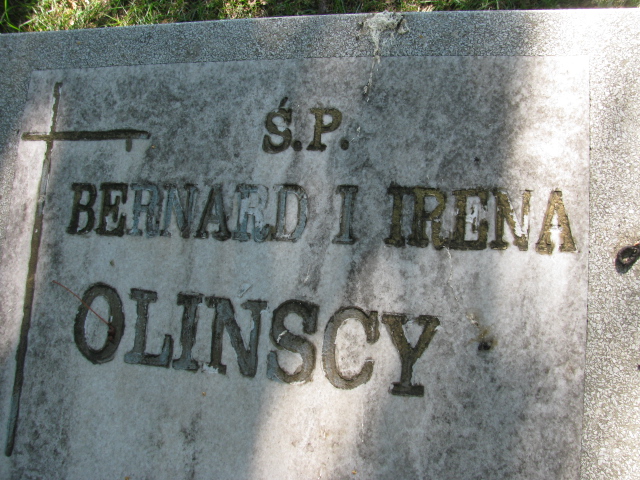 Ś.P.
BERNARD I IRENA
OLINSCY